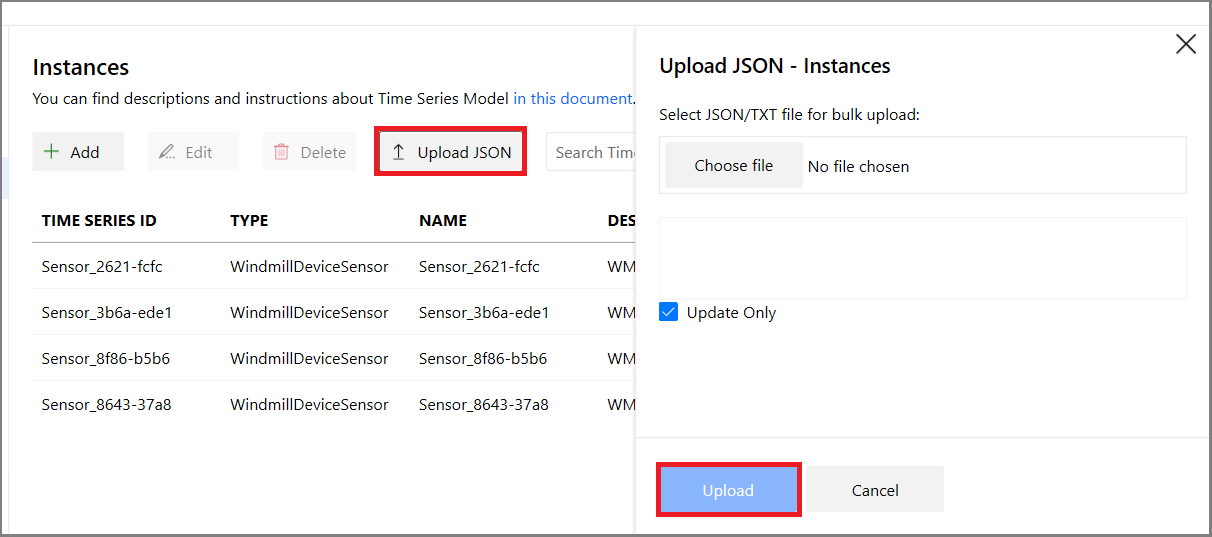 Instances
You can find descriptions and instructions about Time Series Model in this document.
Add Edit Delete Upload JSON Search Time
TIME SERIES ID TYPE NAME DES
Sensor_2621-fcfc WindmillDeviceSensor Sensor_2621-fcfc WM
Sensor_3b6a-ede1 WindmillDeviceSensor Sensor_3b6a-ede1 WM
Sensor_8f86-b5b6 WindmillDeviceSensor Sensor_8f86-b5b6 WM
Sensor_8643-37a8 WindmillDeviceSensor Sensor_8643-37a8 WM
Upload JSON - Instances
Select JSON/TXT file for bulk upload:
Choose file No file chosen
Update Only
Upload Cancel